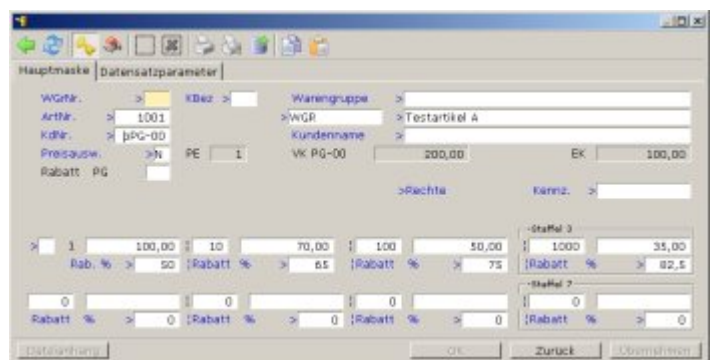 Hauptmaske Datensatzparameter
WGrNr. > KBez > Warengruppe >
ArtNr. > 1001 >WGR >Testartikel A
KdNr. > þPG-00 Kundenname >
Preisausw. >N PE 1 VK PG-00 200,00 EK 100,00
Rabatt PG
>Rechte Kennz. >
-Staffel 3
> 1 100,00 ¦ 10 70,00 ¦ 100 50,00 ¦ 1000 35,00
Rab. % > 50 ¦Rabatt % > 65 ¦Rabatt % > 75 ¦Rabatt % > 82,5
-Staffel 7
0 ¦ 0 ¦ 0 ¦ 0
Rabatt % > 0 ¦Rabatt % > 0 ¦Rabatt % > 0 ¦Rabatt % > 0
Dateianhang OK Zurück Übernehmen